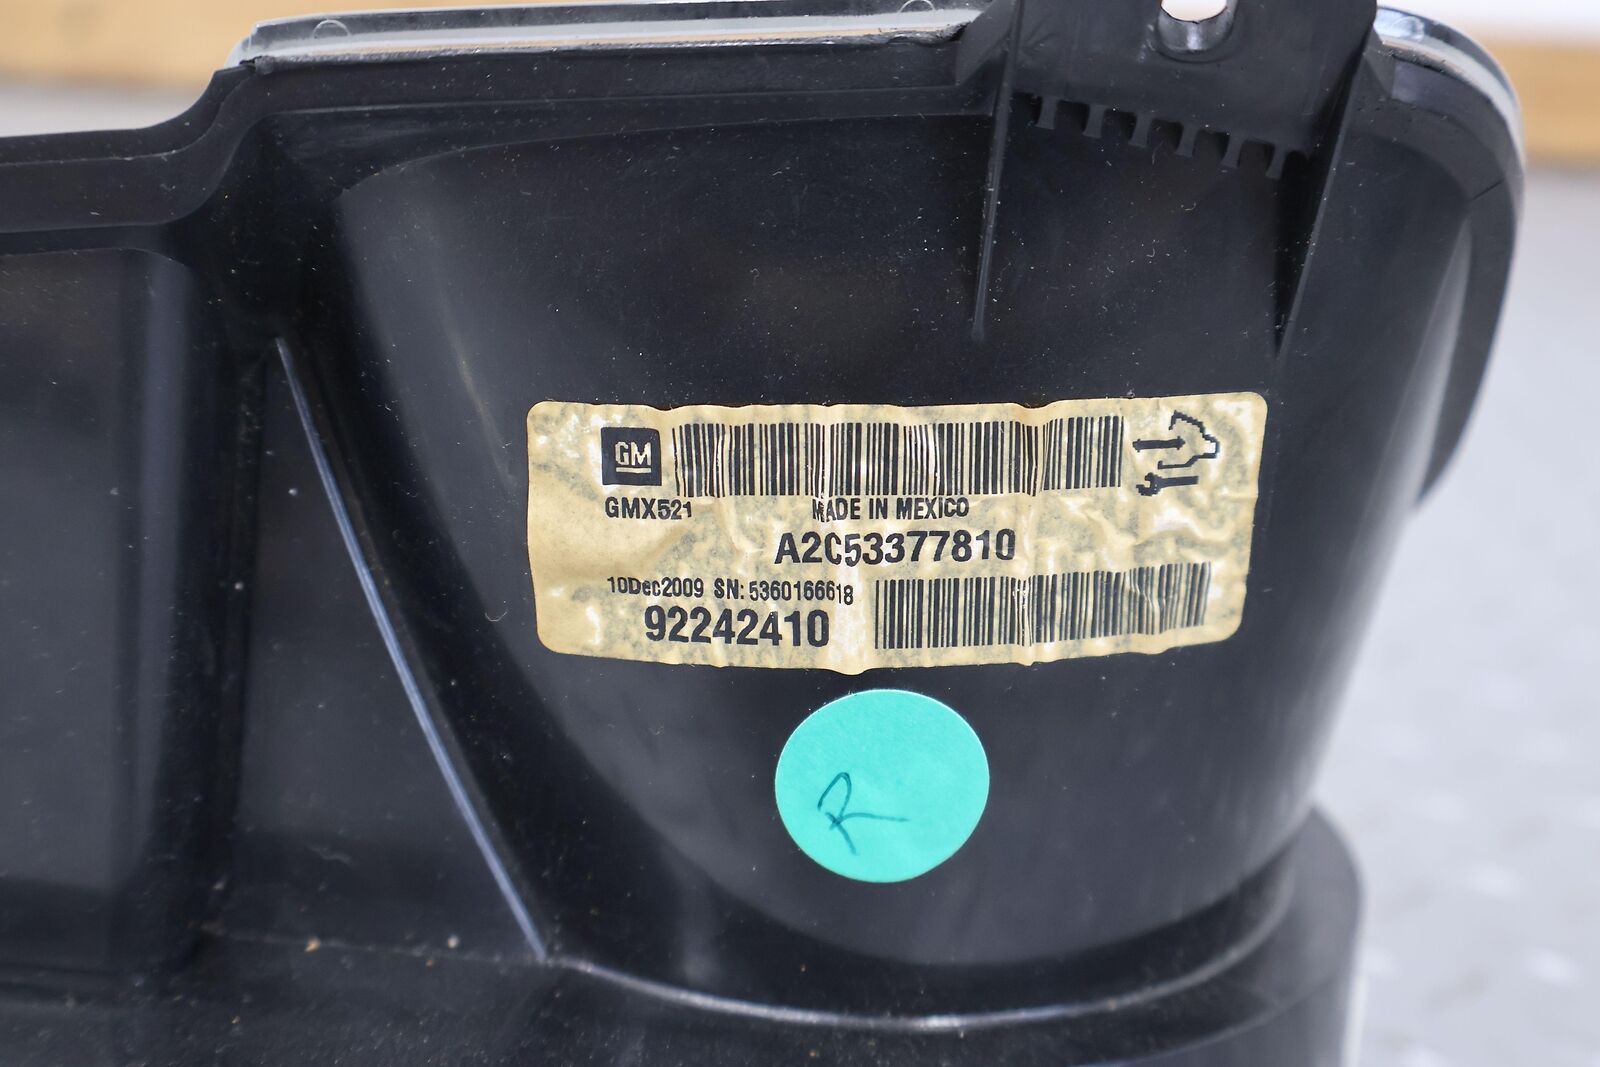 GM
GMX521 MADE IN MEXICO
A2C53377810
10Dec2009 SN: 5360166618
92242410
R